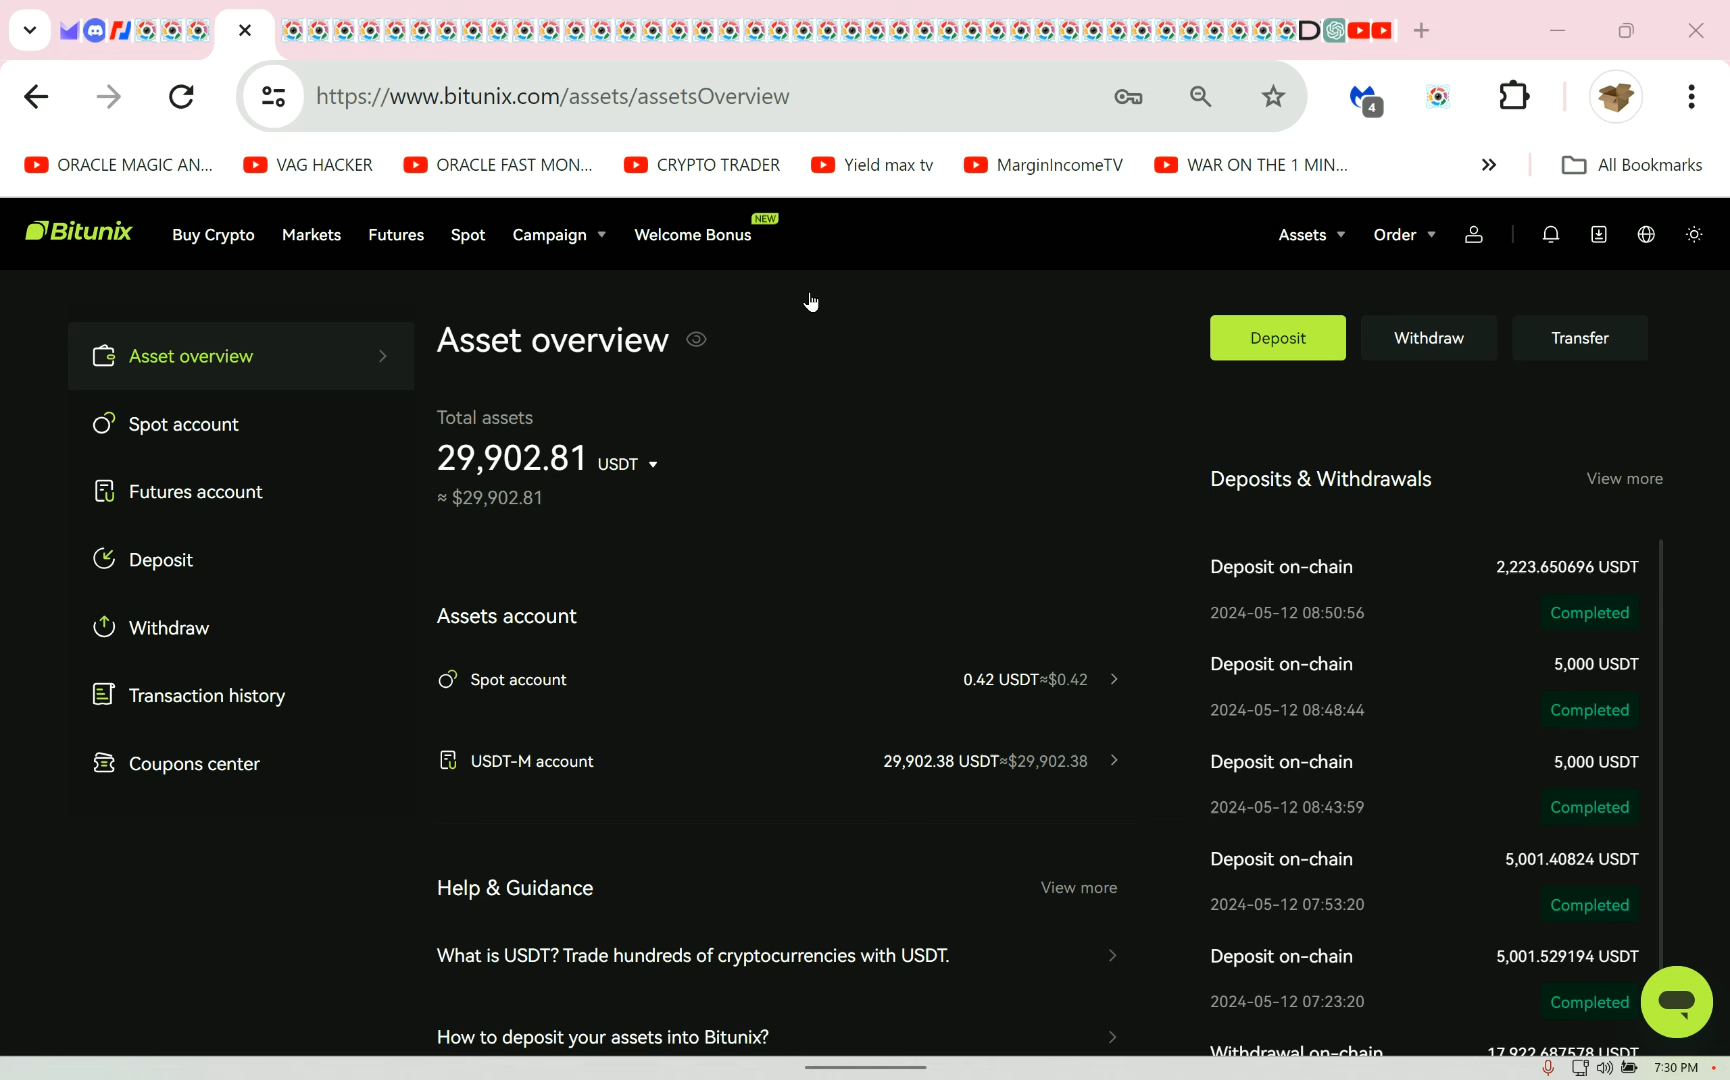 https://www.bitunix.com/assets/assetsOverview
4
ORACLE MAGIC AN... VAG HACKER ORACLE FAST MON... CRYPTO TRADER Yield max tv MarginIncomeTV WAR ON THE 1 MIN... » All Bookmarks
Bitunix Buy Crypto Markets Futures Spot Campaign Welcome Bonus NEW Assets Order
Asset overview
Spot account
Futures account
Deposit
Withdraw
Transaction history
Coupons center
Asset overview
Total assets
29,902.81 USDT
≈ $29,902.81
Assets account
Spot account 0.42 USDT≈$0.42
USDT-M account 29,902.38 USDT≈$29,902.38
Help & Guidance View more
What is USDT? Trade hundreds of cryptocurrencies with USDT.
How to deposit your assets into Bitunix?
Deposit Withdraw Transfer
Deposits & Withdrawals View more
Deposit on-chain 2,223.650696 USDT
2024-05-12 08:50:56 Completed
Deposit on-chain 5,000 USDT
2024-05-12 08:48:44 Completed
Deposit on-chain 5,000 USDT
2024-05-12 08:43:59 Completed
Deposit on-chain 5,001.40824 USDT
2024-05-12 07:53:20 Completed
Deposit on-chain 5,001.529194 USDT
2024-05-12 07:23:20 Completed
Withdrawal on-chain 17,922.687578 USDT
7:30 PM